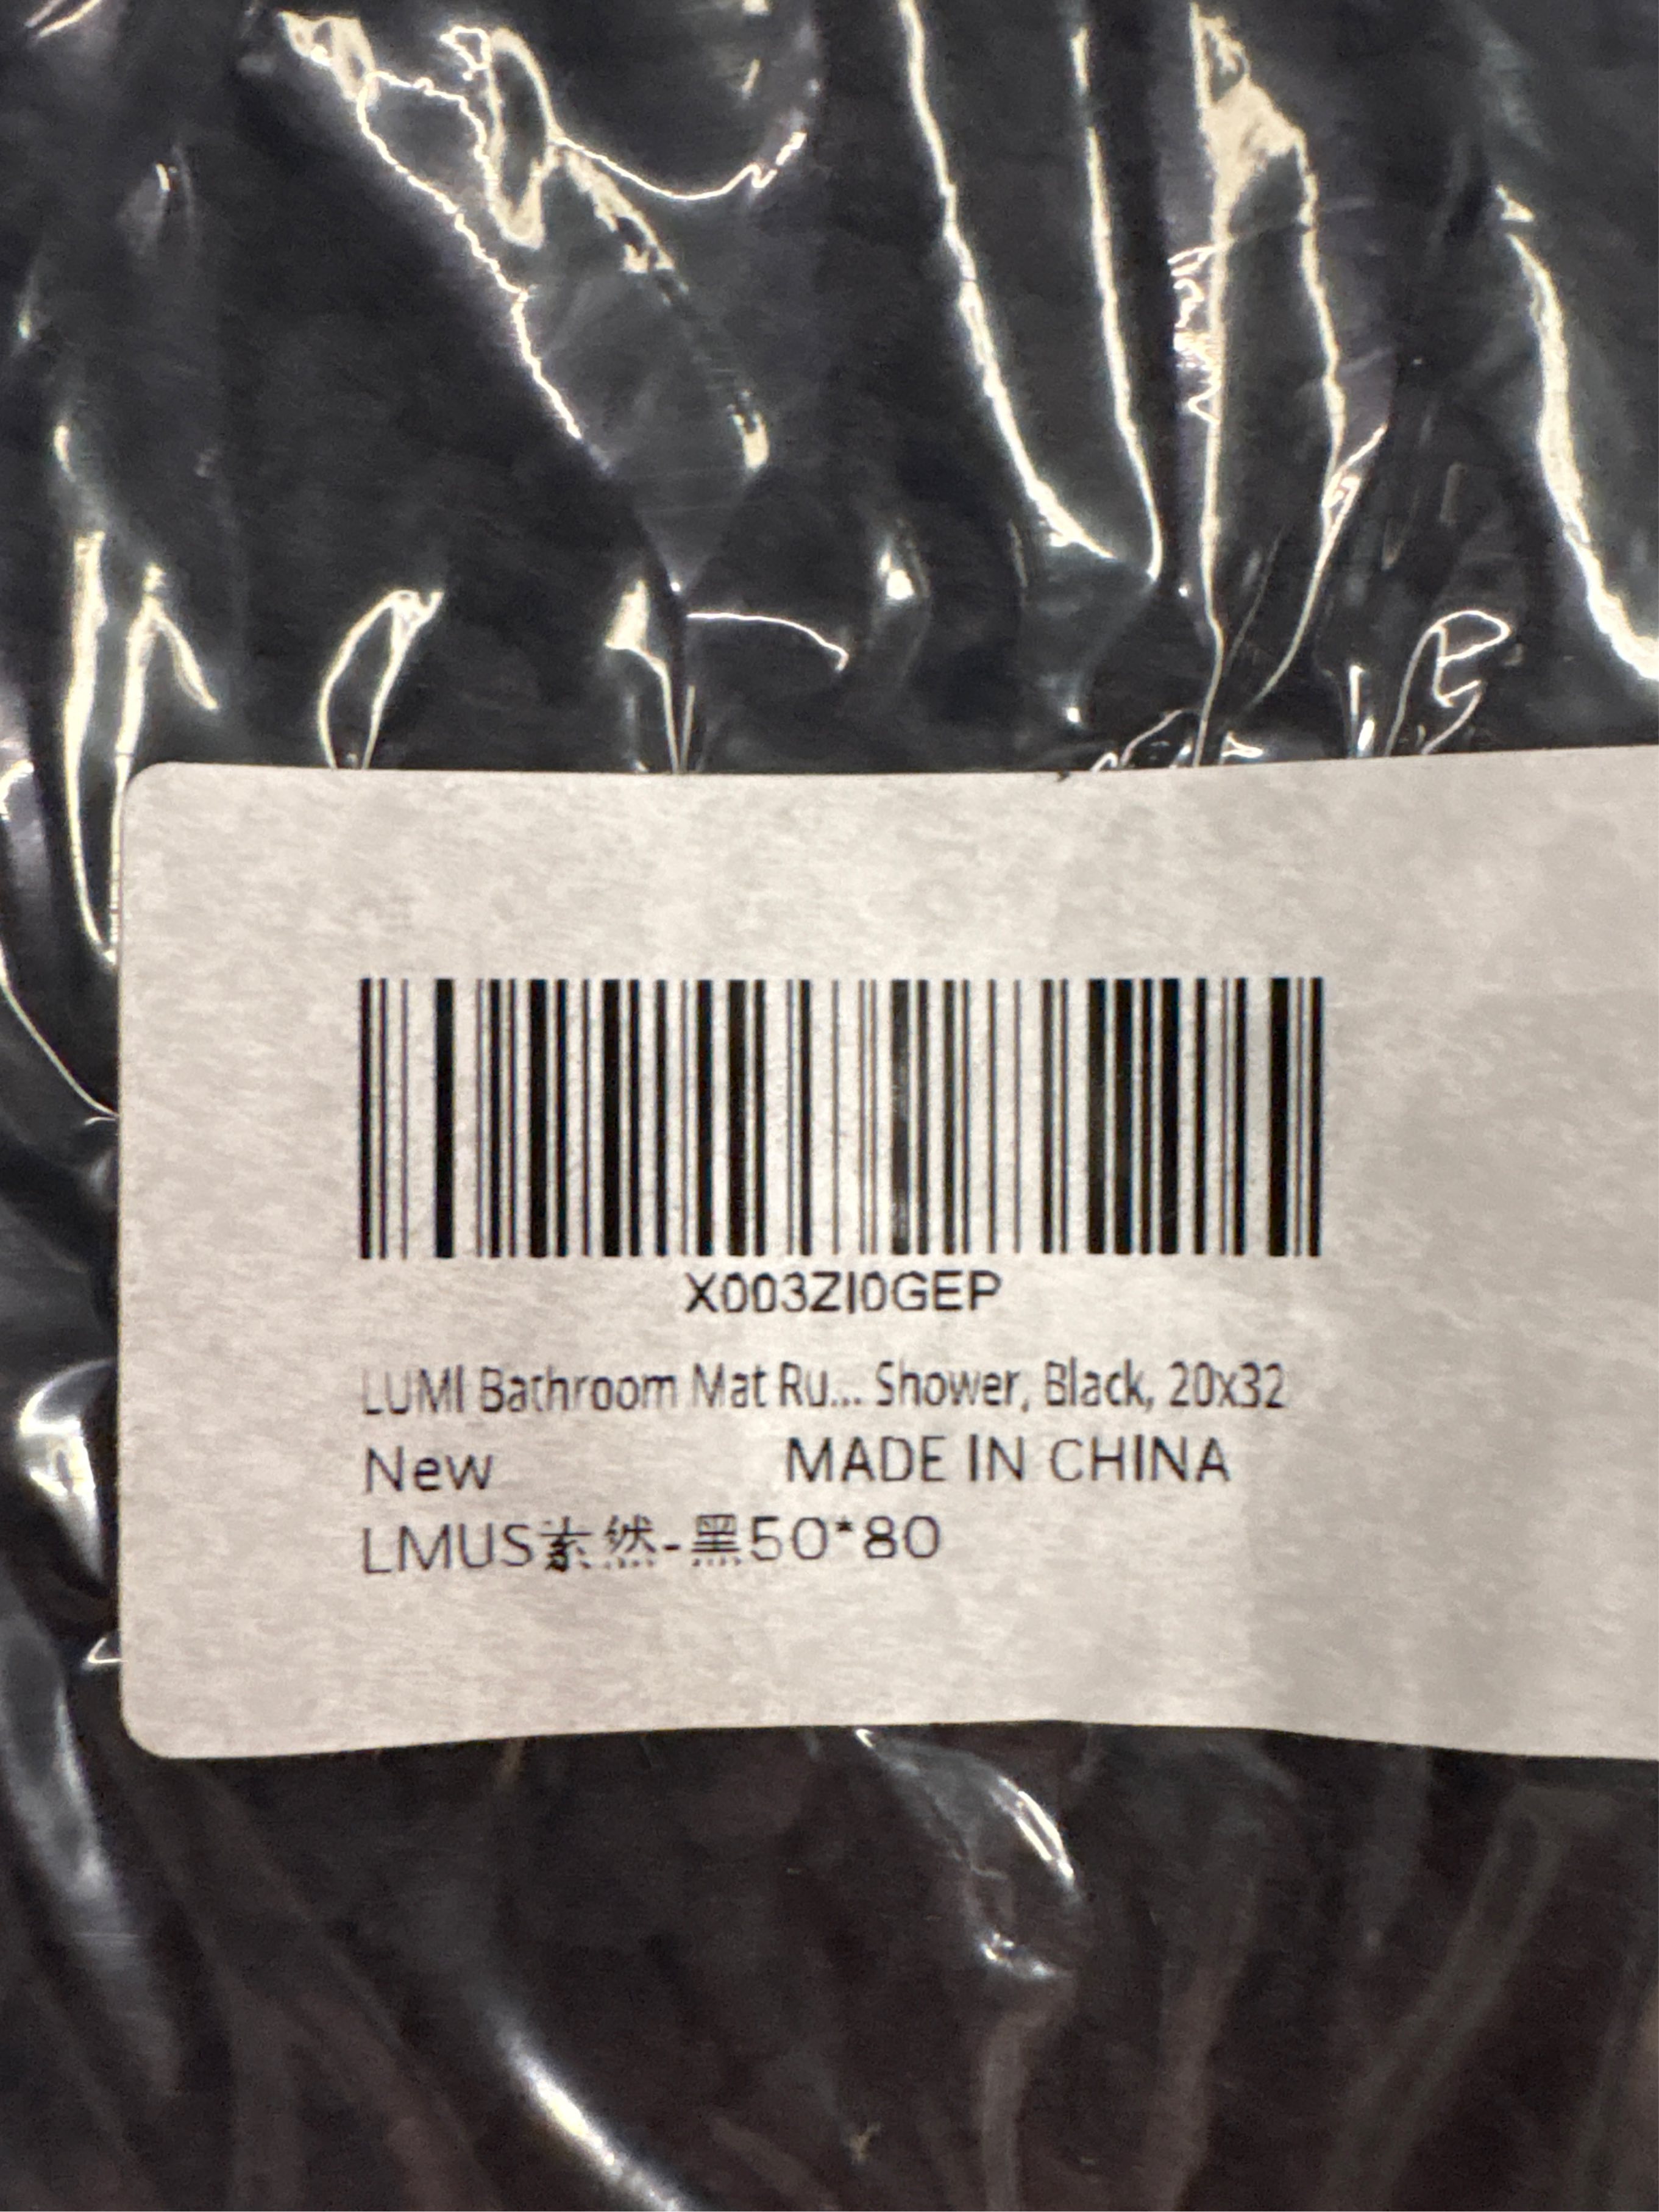 X003ZI0GEP
LUMI Bathroom Mat Ru... Shower, Black, 20x32
New MADE IN CHINA
LMUS素然-黑50*80